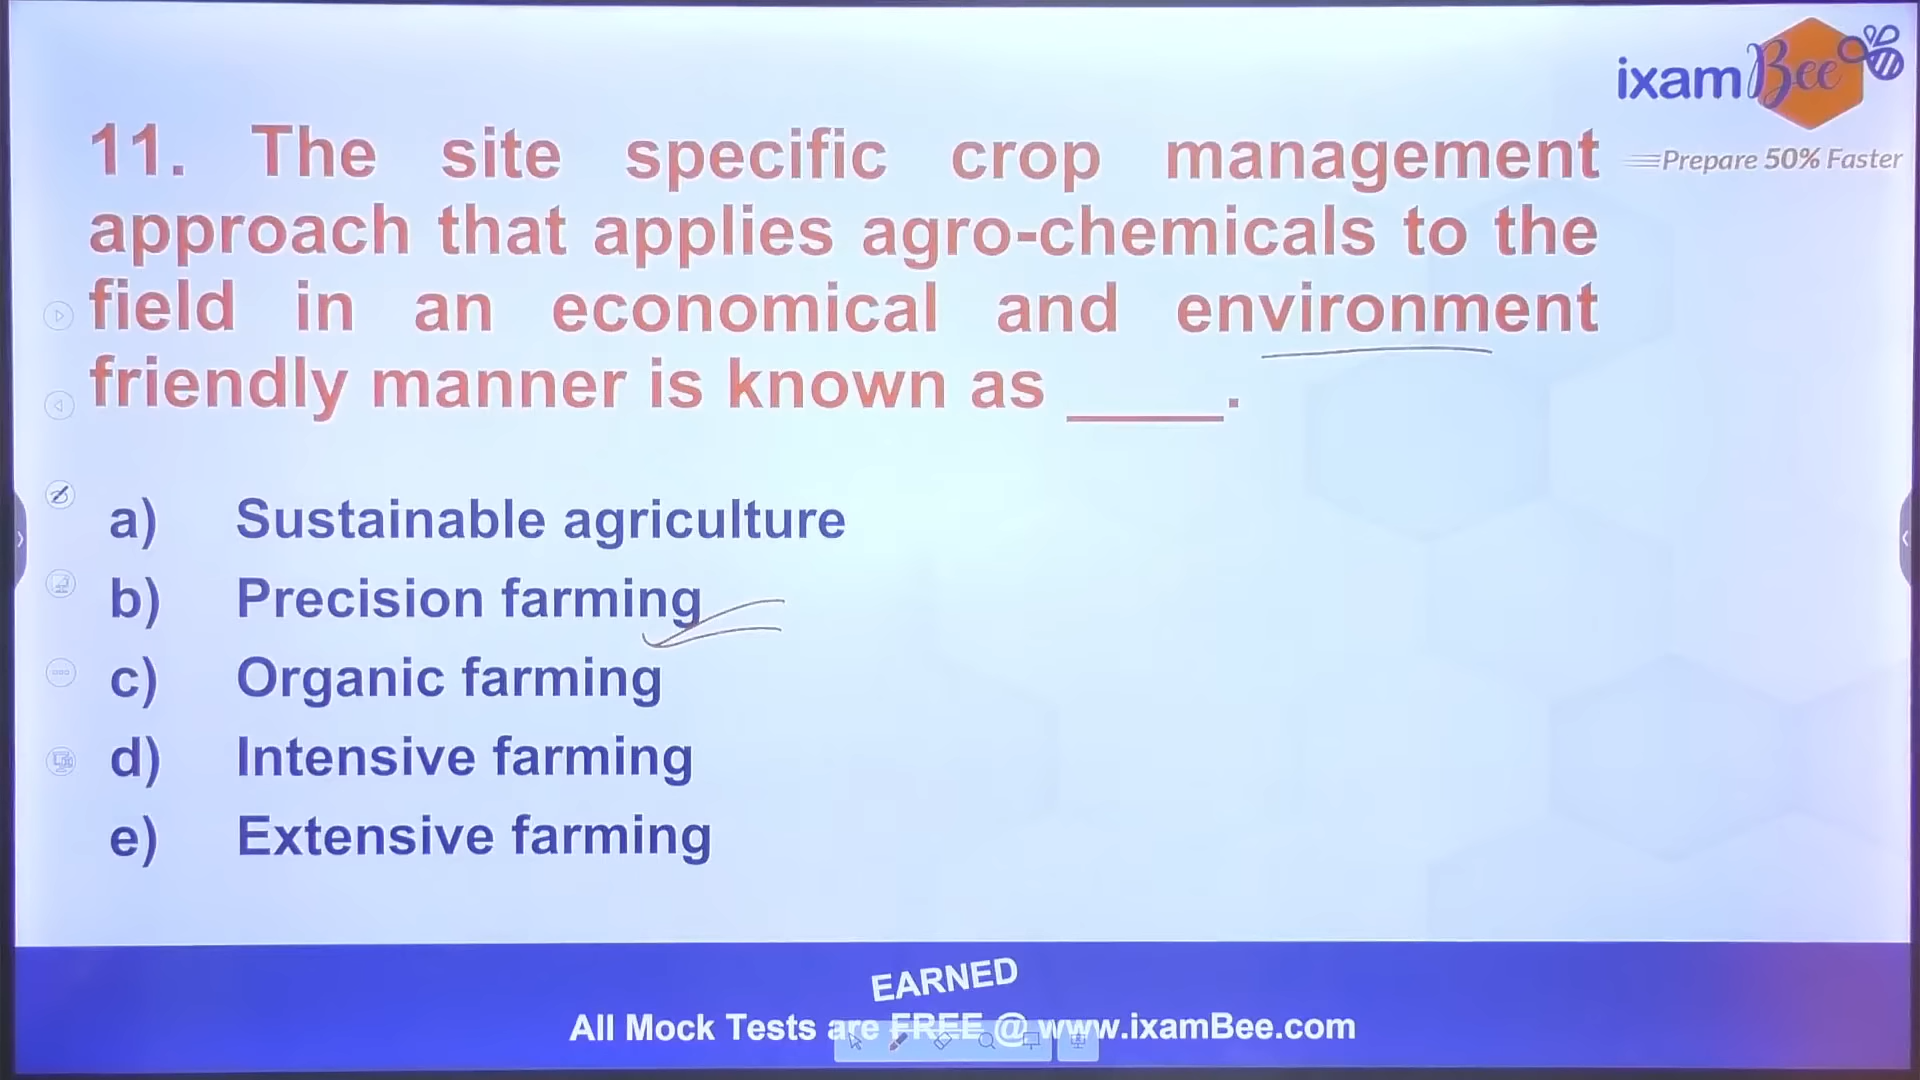 ixamBee
Prepare 50% Faster
11. The site specific crop management
approach that applies agro-chemicals to the
field in an economical and environment
friendly manner is known as _____.
a) Sustainable agriculture
b) Precision farming
c) Organic farming
d) Intensive farming
e) Extensive farming
EARNED
All Mock Tests are FREE @ www.ixamBee.com